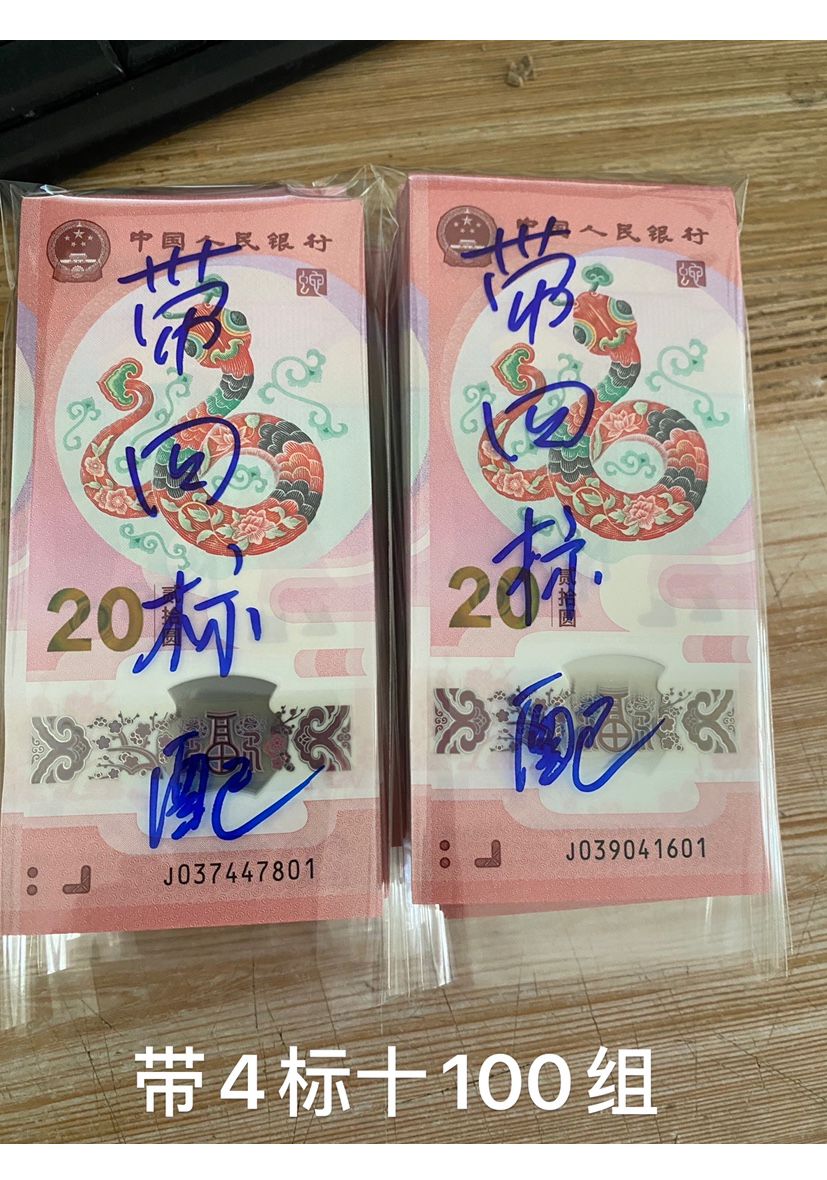 中国人民银行
带
四
标
配
20
贰拾圆
J037447801
中国人民银行
带
四
标
配
20
贰拾圆
J039041601
带4标十100组